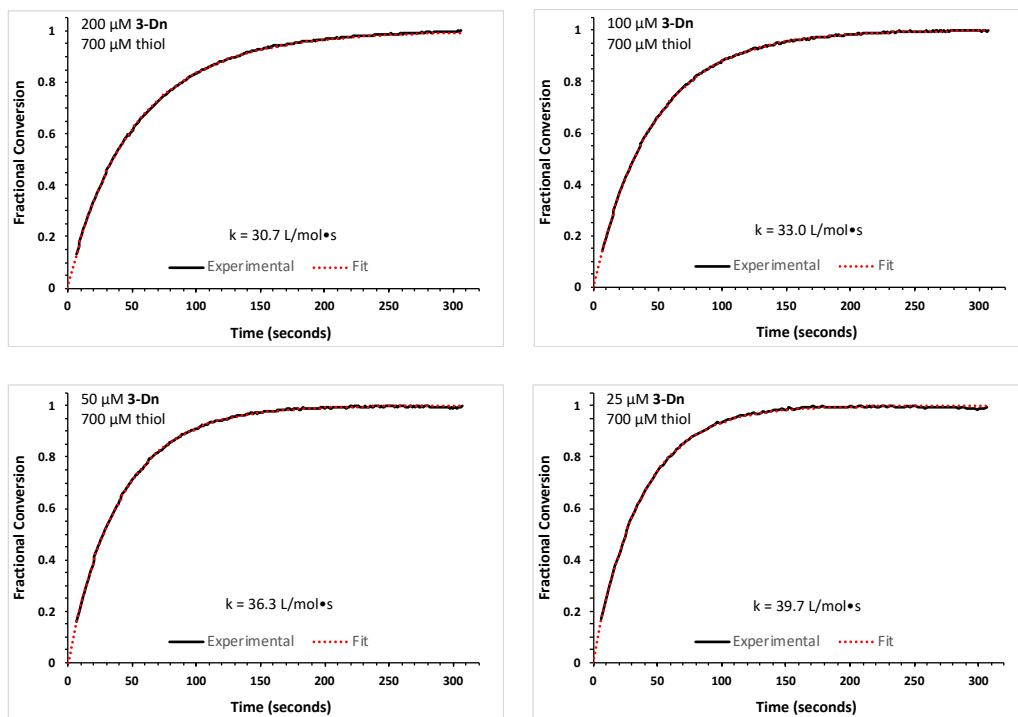 200 µM 3-Dn
700 µM thiol
Fractional Conversion
1
0.8
0.6
0.4
0.2
0
k = 30.7 L/mol•s
Experimental Fit
0 50 100 150 200 250 300
Time (seconds)
100 µM 3-Dn
700 µM thiol
Fractional Conversion
1
0.8
0.6
0.4
0.2
0
k = 33.0 L/mol•s
Experimental Fit
0 50 100 150 200 250 300
Time (seconds)
50 µM 3-Dn
700 µM thiol
Fractional Conversion
1
0.8
0.6
0.4
0.2
0
k = 36.3 L/mol•s
Experimental Fit
0 50 100 150 200 250 300
Time (seconds)
25 µM 3-Dn
700 µM thiol
Fractional Conversion
1
0.8
0.6
0.4
0.2
0
k = 39.7 L/mol•s
Experimental Fit
0 50 100 150 200 250 300
Time (seconds)